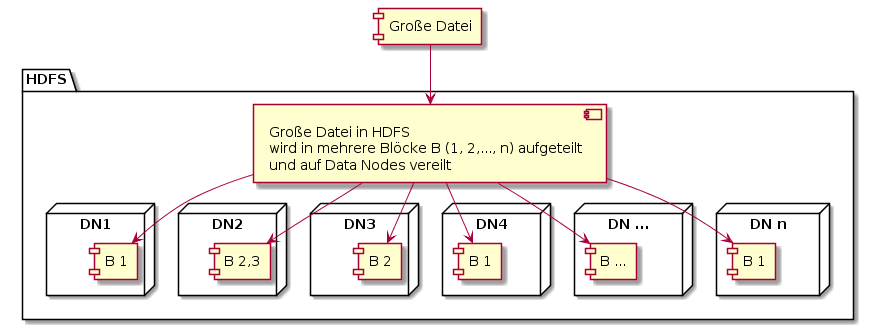 Große Datei
HDFS
Große Datei in HDFS
wird in mehrere Blöcke B (1, 2,..., n) aufgeteilt
und auf Data Nodes vereilt
DN1
DN2
DN3
DN4
DN ...
DN n
B 1
B 2,3
B 2
B 1
B ...
B 1